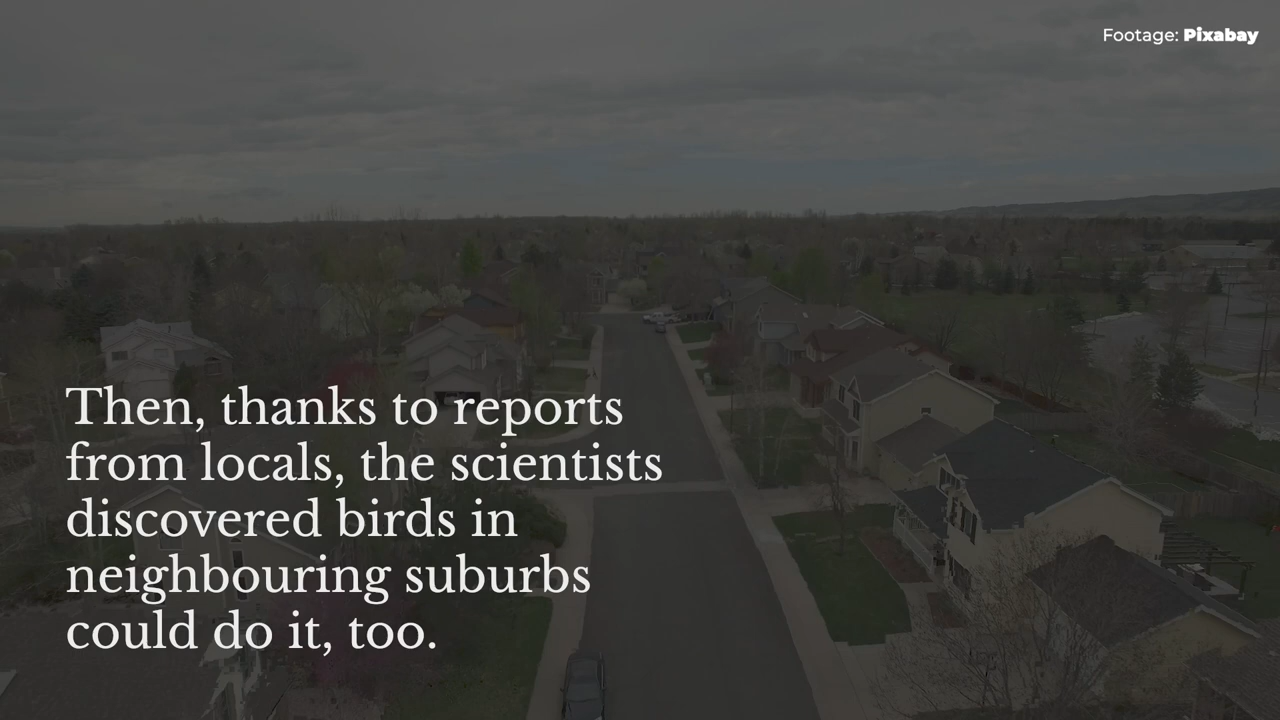 Footage: Pixabay
Then, thanks to reports
from locals, the scientists
discovered birds in
neighbouring suburbs
could do it, too.